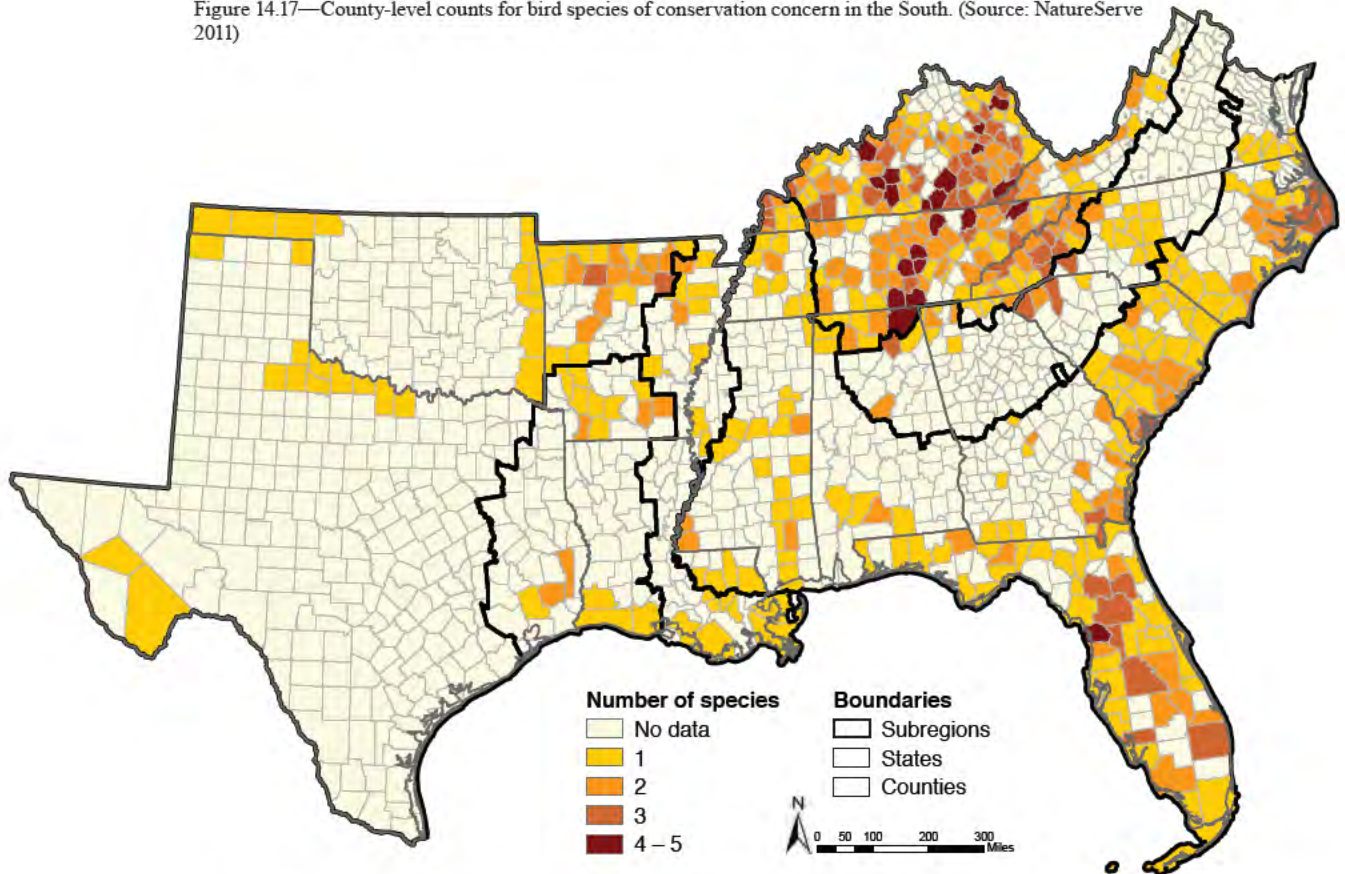 Figure 14.17—County-level counts for bird species of conservation concern in the South. (Source: NatureServe
2011)
Number of species
No data
1
2
3
4 – 5
Boundaries
Subregions
States
Counties
N
0 50 100 200 300
Miles